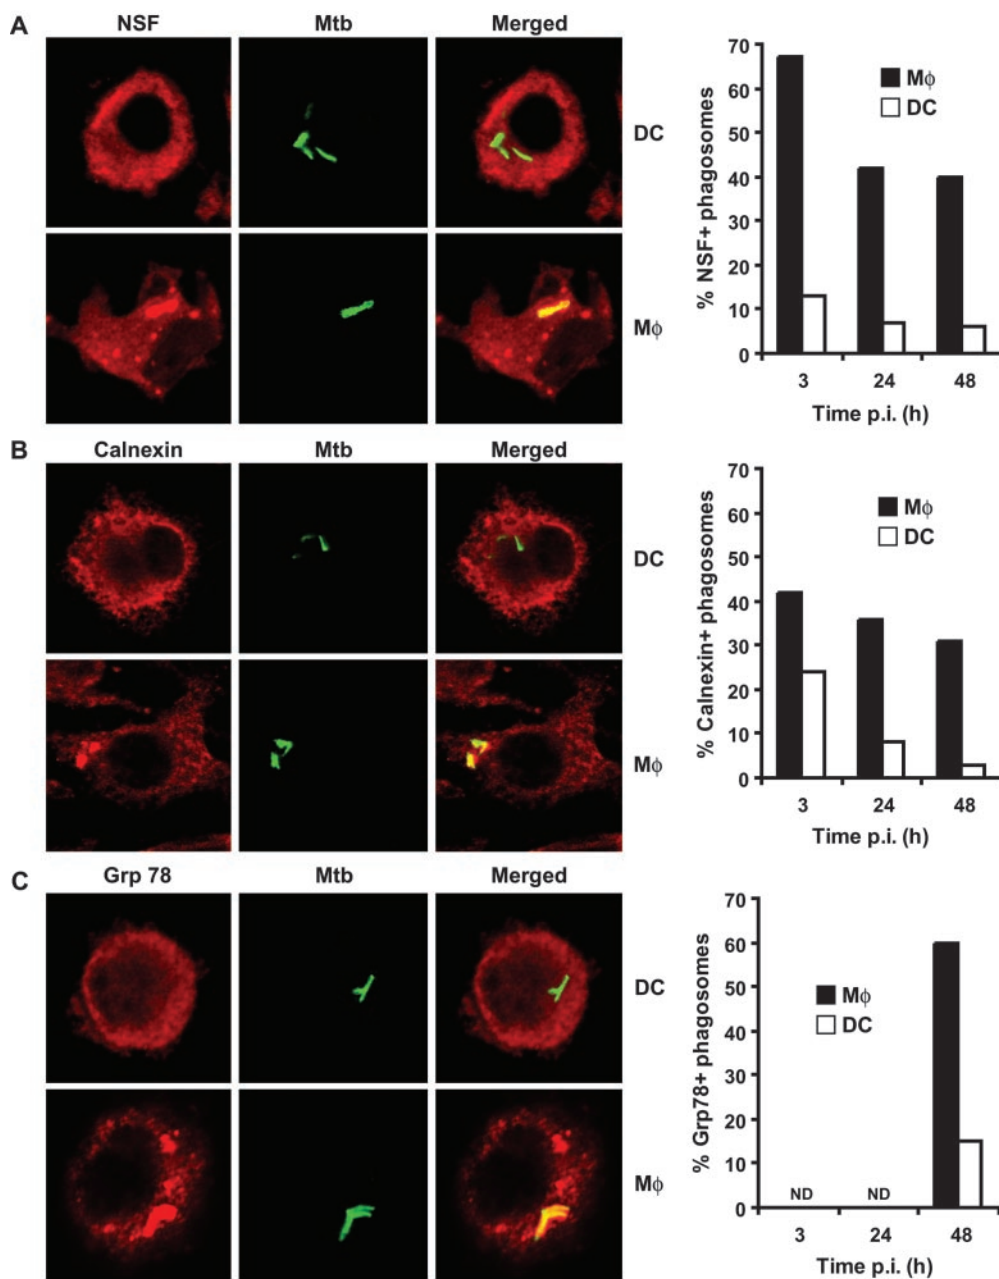 A
NSF Mtb Merged
DC
Mφ
% NSF+ phagosomes
70
60
50
40
30
20
10
0
Mφ
DC
3 24 48
Time p.i. (h)
B
Calnexin Mtb Merged
DC
Mφ
% Calnexin+ phagosomes
70
60
50
40
30
20
10
0
Mφ
DC
3 24 48
Time p.i. (h)
C
Grp 78 Mtb Merged
DC
Mφ
% Grp78+ phagosomes
70
60
50
40
30
20
10
0
Mφ
DC
ND ND
3 24 48
Time p.i. (h)